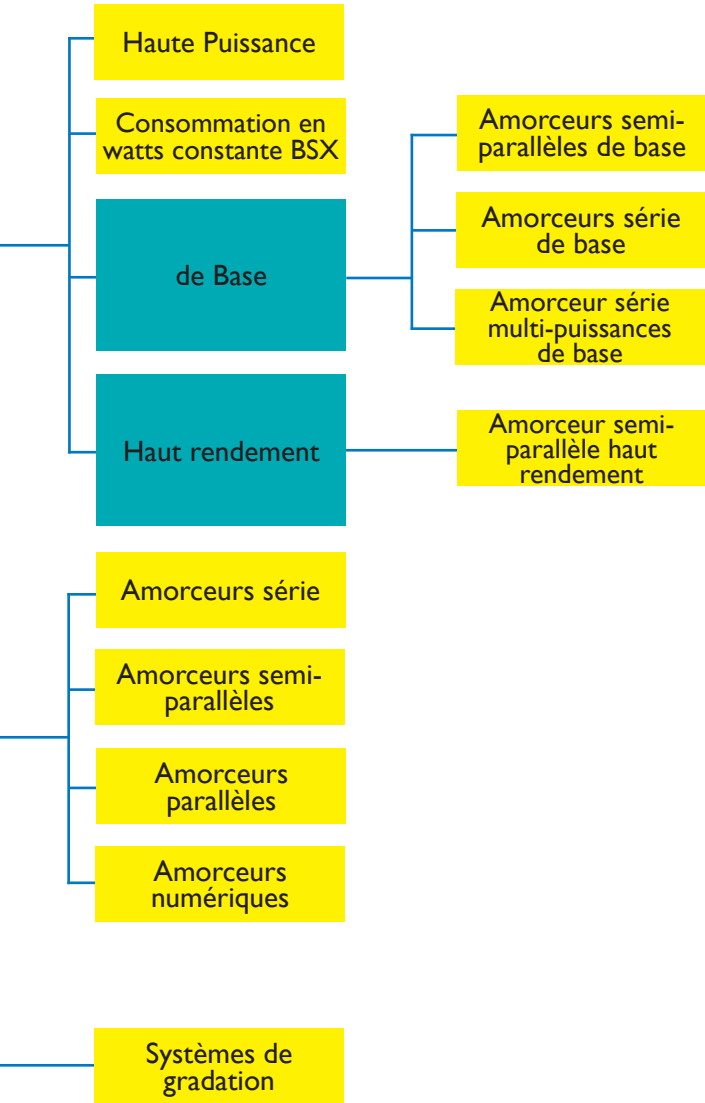 Haute Puissance
Consommation en
watts constante BSX
de Base
Amorceurs semi-
parallèles de base
Amorceurs série
de base
Amorceur série
multi-puissances
de base
Haut rendement
Amorceur semi-
parallèle haut
rendement
Amorceurs série
Amorceurs semi-
parallèles
Amorceurs
parallèles
Amorceurs
numériques
Systèmes de
gradation